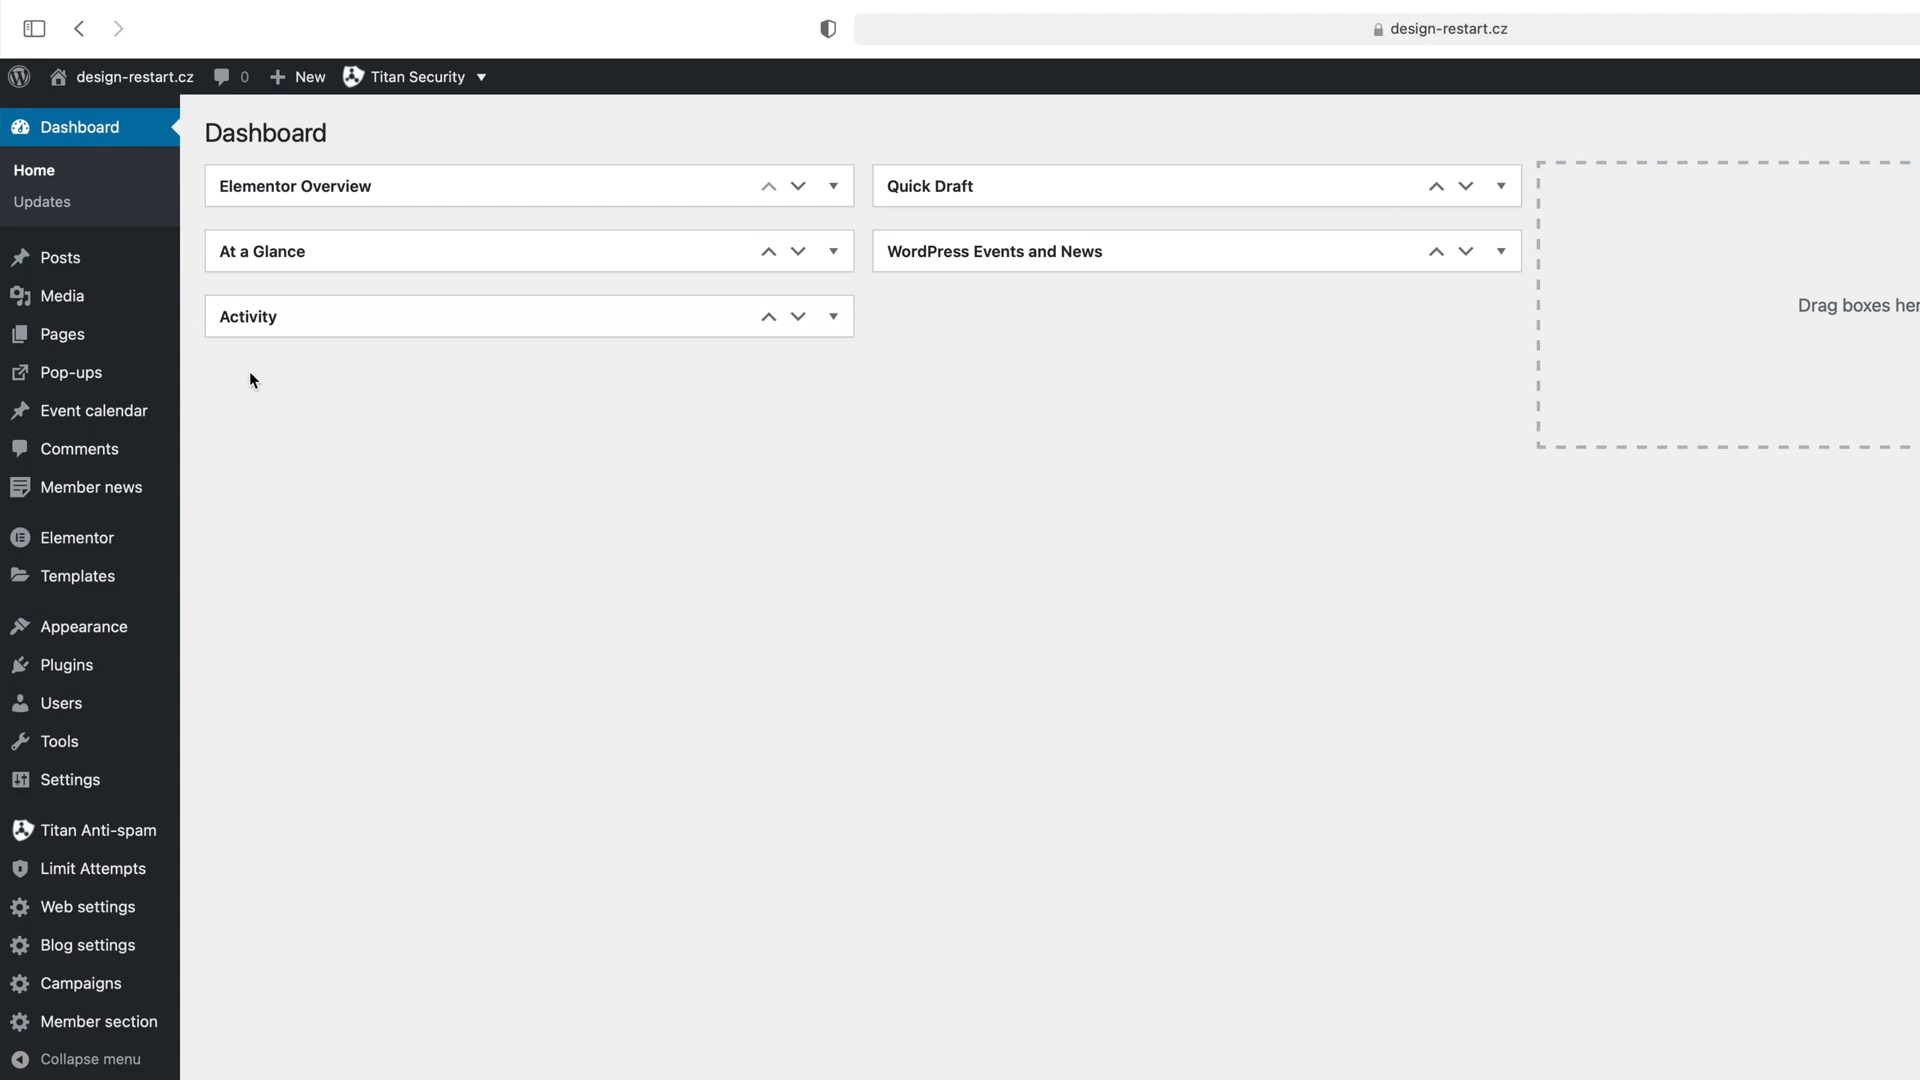 design-restart.cz
design-restart.cz 0 New Titan Security
Dashboard
Home
Updates
Posts
Media
Pages
Pop-ups
Event calendar
Comments
Member news
Elementor
Templates
Appearance
Plugins
Users
Tools
Settings
Titan Anti-spam
Limit Attempts
Web settings
Blog settings
Campaigns
Member section
Collapse menu
Dashboard
Elementor Overview
At a Glance
Activity
Quick Draft
WordPress Events and News
Drag boxes her